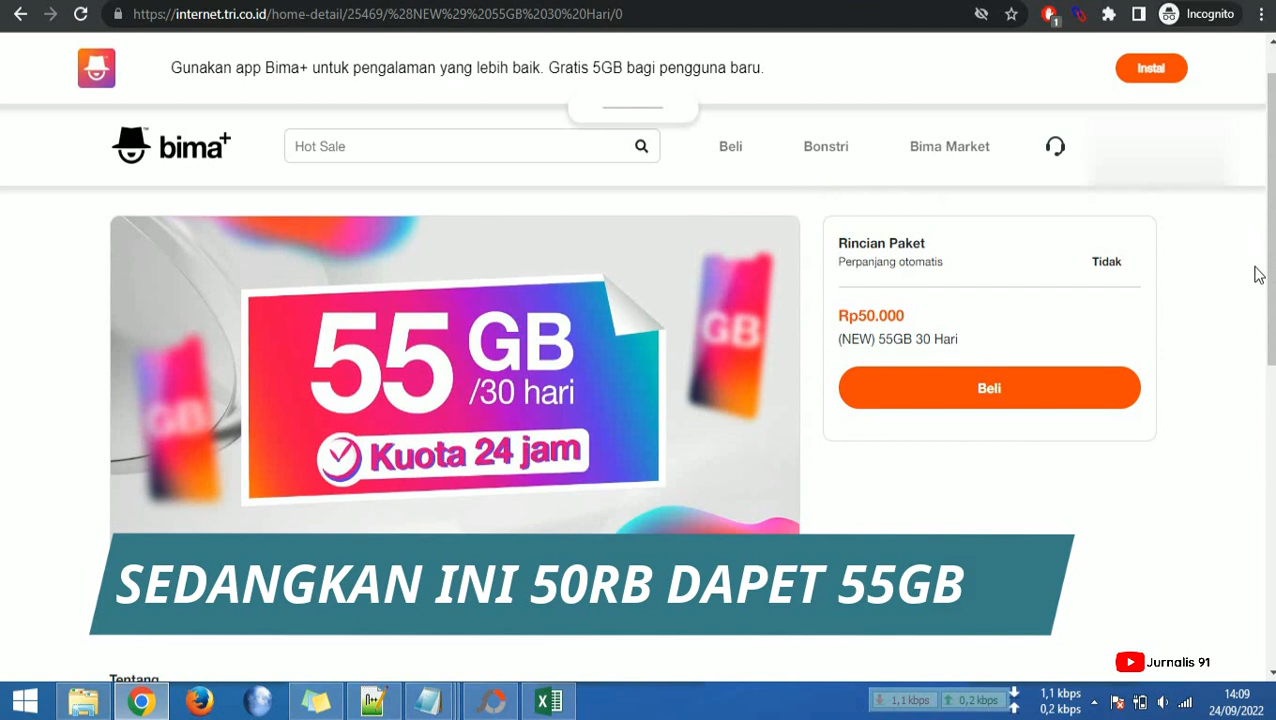 https://internet.tri.co.id/home-detail/25469/%28NEW%29%2055GB%2030%20Hari/0
1
Incognito
Gunakan app Bima+ untuk pengalaman yang lebih baik. Gratis 5GB bagi pengguna baru.
Instal
bima+
Hot Sale
Beli
Bonstri
Bima Market
Rincian Paket
Perpanjang otomatis
Tidak
Rp50.000
(NEW) 55GB 30 Hari
Beli
55 GB
/30 hari
Kuota 24 jam
GB
GB
SEDANGKAN INI 50RB DAPET 55GB
Jurnalis 91
Tentang
1,1 kbps
0,2 kbps
1,1 kbps
0,2 kbps
14:09
24/09/2022